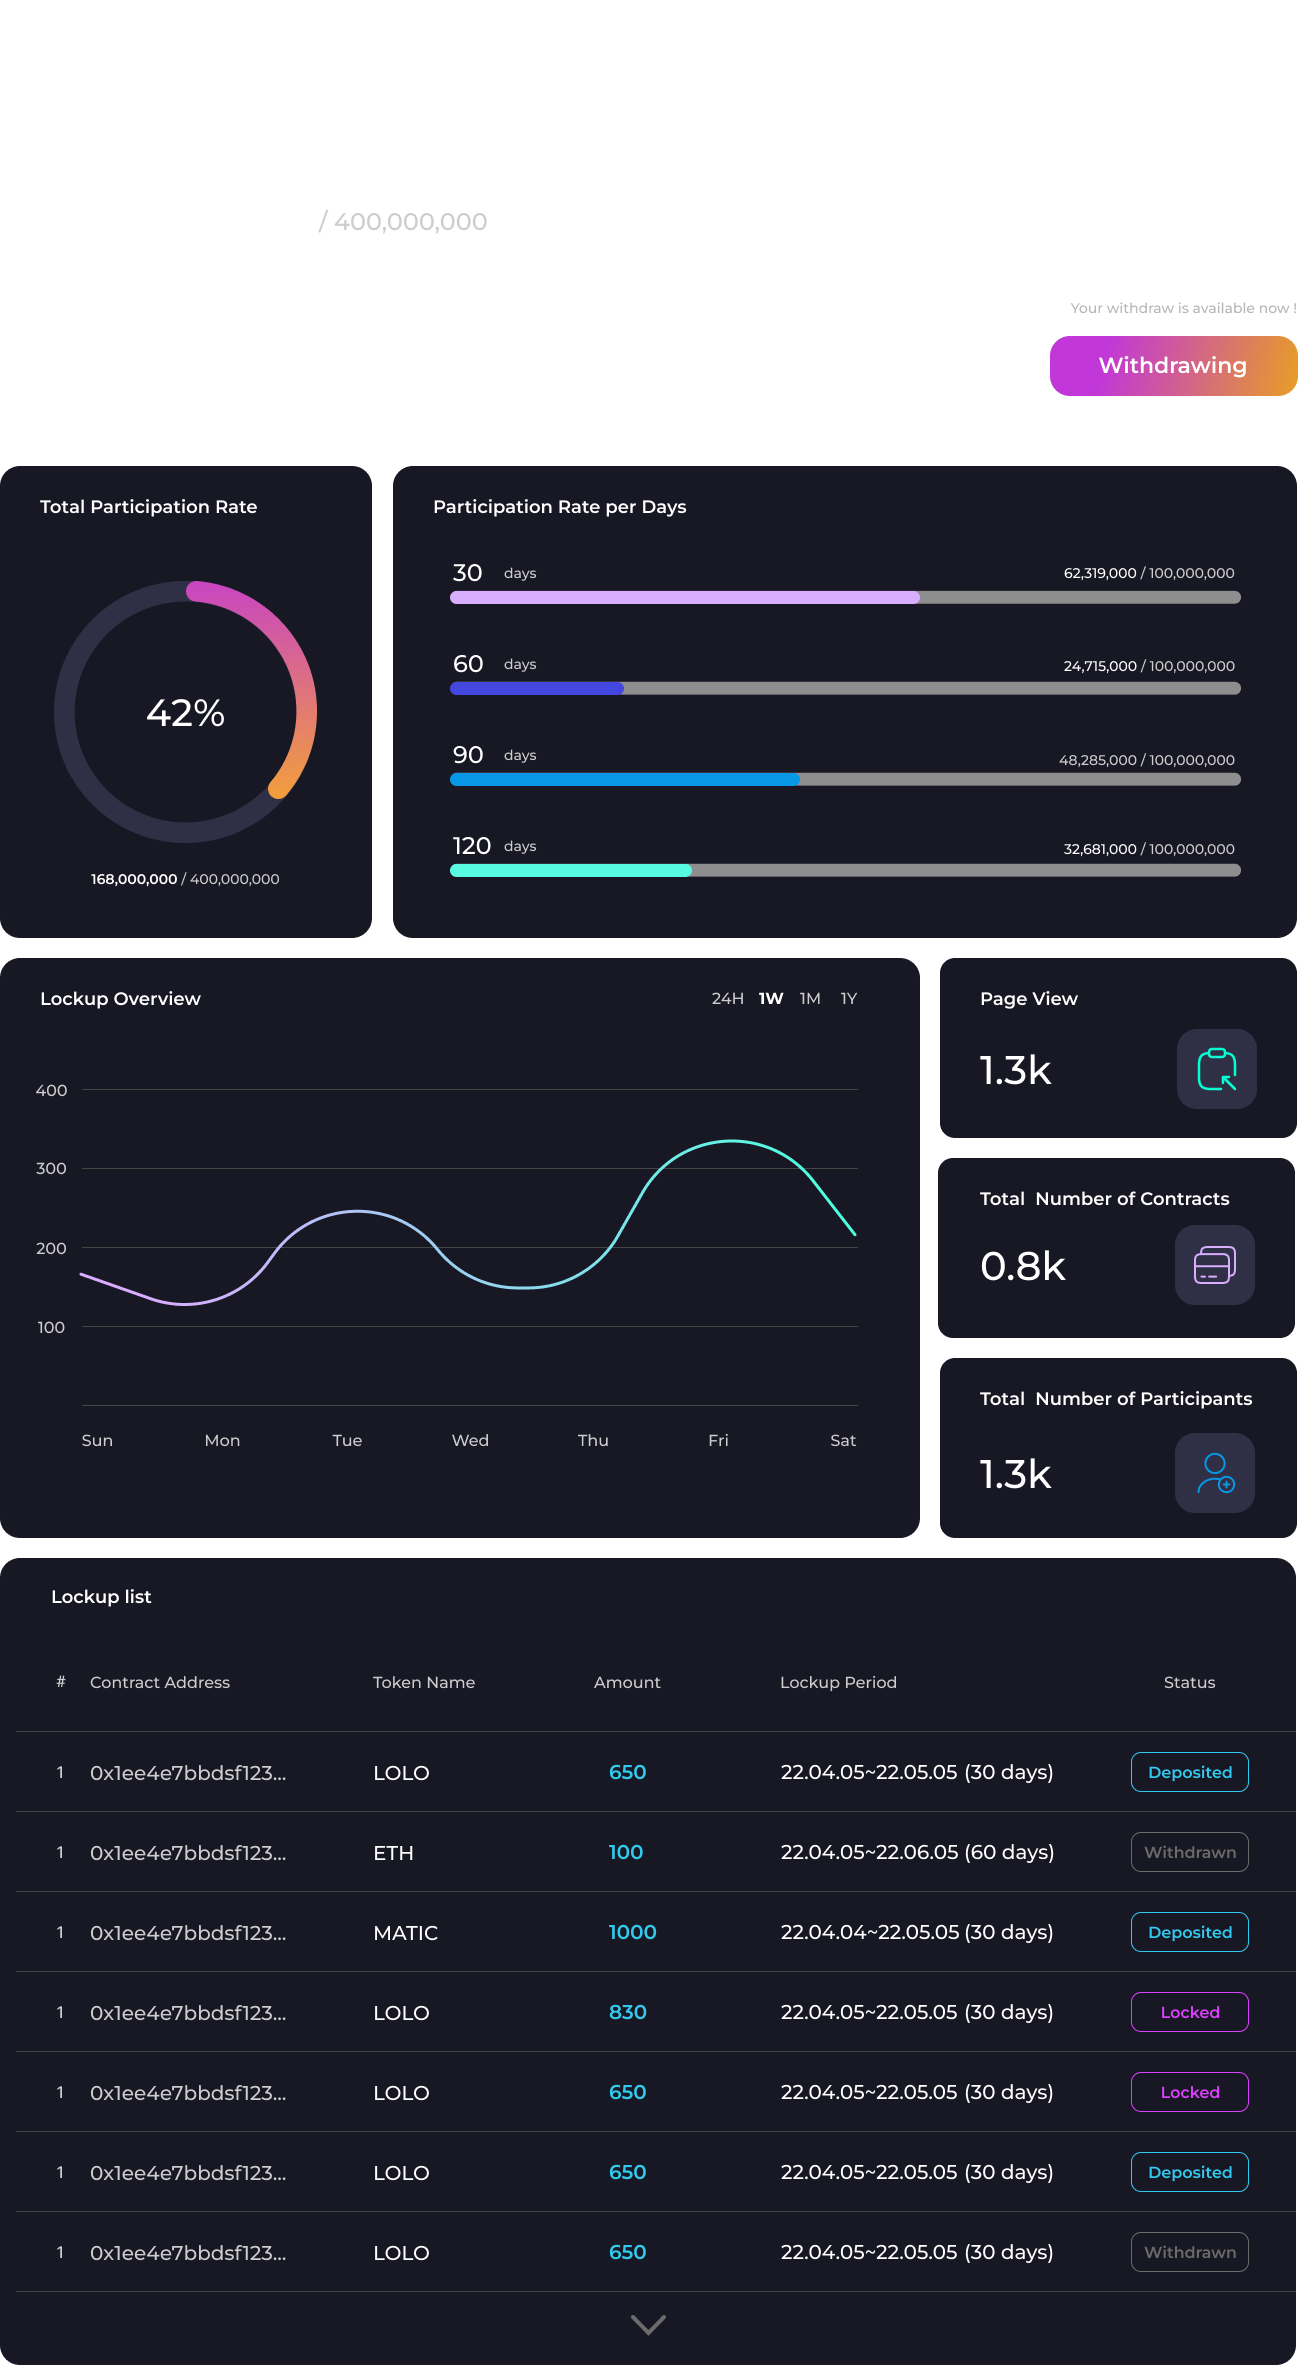 / 400,000,000
Your withdraw is available now !
Withdrawing
Total Participation Rate
42%
168,000,000 / 400,000,000
Participation Rate per Days
30 days 62,319,000 / 100,000,000
60 days 24,715,000 / 100,000,000
90 days 48,285,000 / 100,000,000
120 days 32,681,000 / 100,000,000
Lockup Overview 24H 1W 1M 1Y
400
300
200
100
Sun Mon Tue Wed Thu Fri Sat
Page View
1.3k
Total Number of Contracts
0.8k
Total Number of Participants
1.3k
Lockup list
# Contract Address Token Name Amount Lockup Period Status
1 0x1ee4e7bbdsf123... LOLO 650 22.04.05~22.05.05 (30 days) Deposited
1 0x1ee4e7bbdsf123... ETH 100 22.04.05~22.06.05 (60 days) Withdrawn
1 0x1ee4e7bbdsf123... MATIC 1000 22.04.04~22.05.05 (30 days) Deposited
1 0x1ee4e7bbdsf123... LOLO 830 22.04.05~22.05.05 (30 days) Locked
1 0x1ee4e7bbdsf123... LOLO 650 22.04.05~22.05.05 (30 days) Locked
1 0x1ee4e7bbdsf123... LOLO 650 22.04.05~22.05.05 (30 days) Deposited
1 0x1ee4e7bbdsf123... LOLO 650 22.04.05~22.05.05 (30 days) Withdrawn